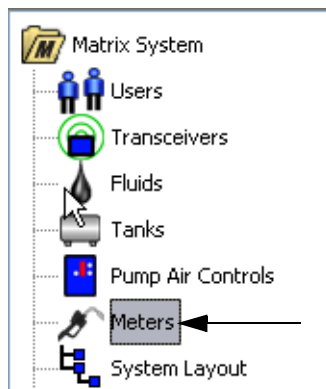 Matrix System
Users
Transceivers
Fluids
Tanks
Pump Air Controls
Meters
System Layout